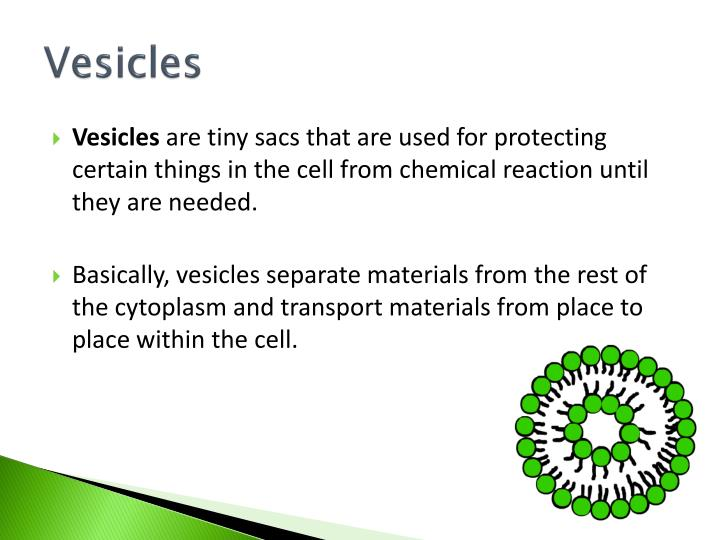 Vesicles
Vesicles are tiny sacs that are used for protecting
certain things in the cell from chemical reaction until
they are needed.
Basically, vesicles separate materials from the rest of
the cytoplasm and transport materials from place to
place within the cell.